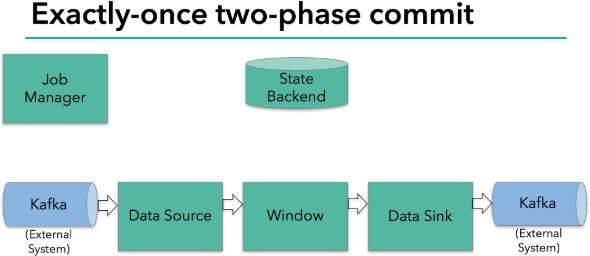 Exactly-once two-phase commit
Job
Manager
State
Backend
Kafka
(External
System)
Data Source
Window
Data Sink
Kafka
(External
System)